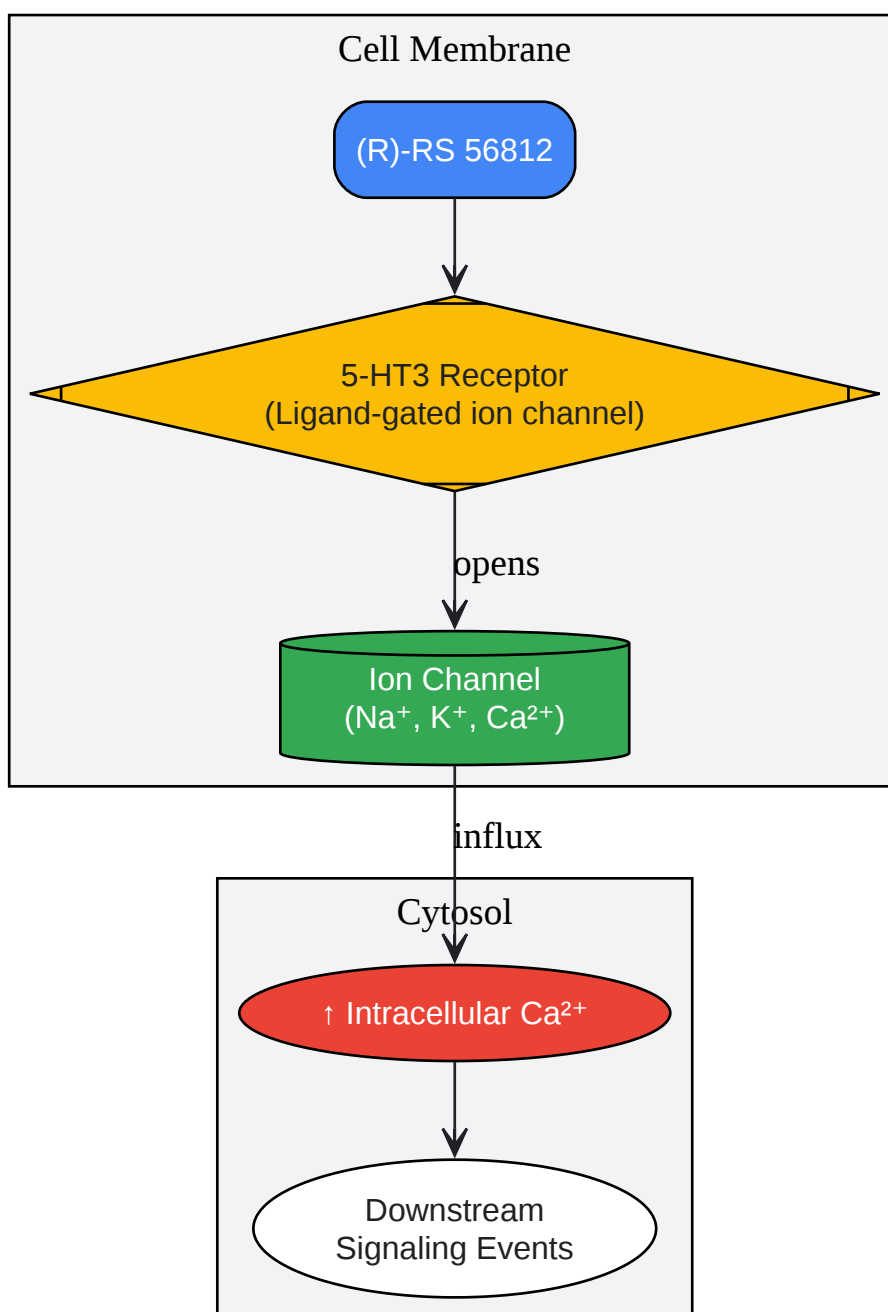 Cell Membrane
(R)-RS 56812
5-HT3 Receptor
(Ligand-gated ion channel)
opens
Ion Channel
(Na⁺, K⁺, Ca²⁺)
influx
Cytosol
↑ Intracellular Ca²⁺
Downstream
Signaling Events